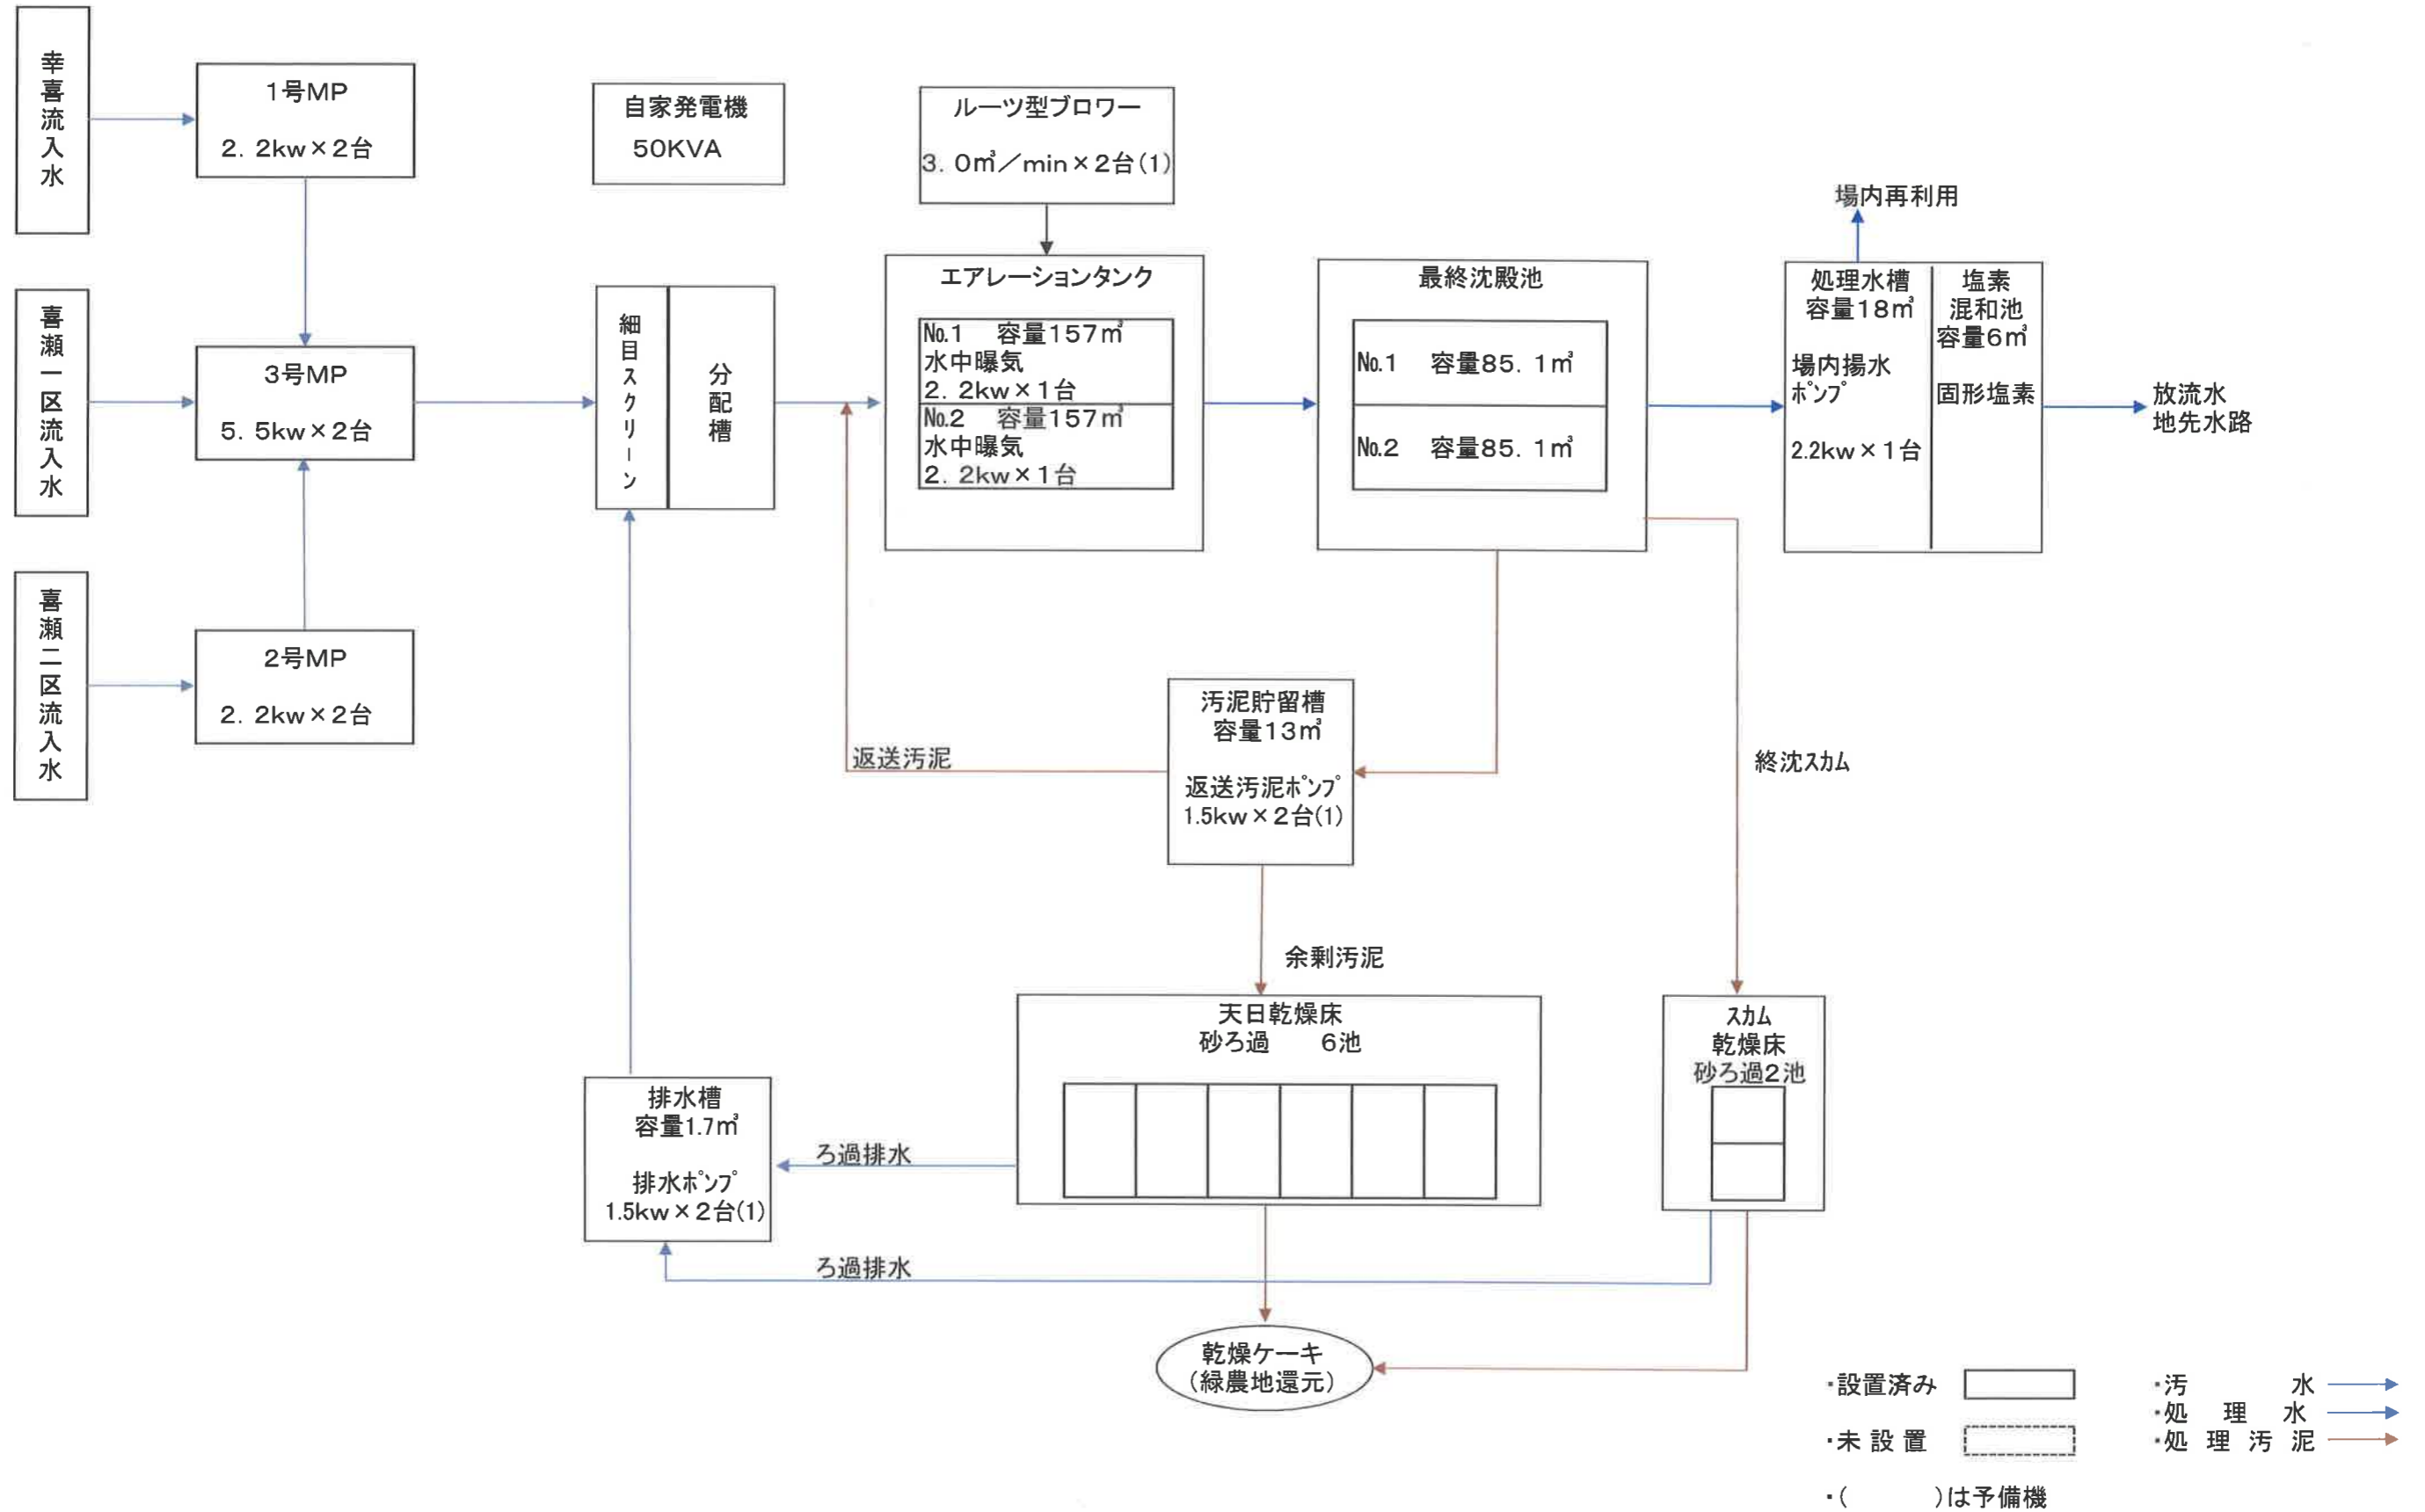 幸喜流入水
1号MP
2．2kw×2台
自家発電機
50KVA
ルーツ型ブロワー
3．0㎥／min×2台(1)
場内再利用
喜瀬一区流入水
3号MP
5．5kw×2台
細目スクリーン
分配槽
エアレーションタンク
№1　容量157㎥
水中曝気
2．2kw×1台
№2　容量157㎥
水中曝気
2．2kw×1台
最終沈殿池
№1　容量85．1㎥
№2　容量85．1㎥
処理水槽
容量18㎥
場内揚水
ﾎﾟﾝﾌﾟ
2.2kw×1台
塩素
混和池
容量6㎥
固形塩素
放流水
地先水路
喜瀬二区流入水
2号MP
2．2kw×2台
汚泥貯留槽
容量13㎥
返送汚泥ﾎﾟﾝﾌﾟ
1.5kw×2台(1)
返送汚泥
終沈ｽｶﾑ
余剰汚泥
天日乾燥床
砂ろ過　　6池
ｽｶﾑ
乾燥床
砂ろ過2池
排水槽
容量1.7㎥
排水ﾎﾟﾝﾌﾟ
1.5kw×2台(1)
ろ過排水
ろ過排水
乾燥ケーキ
(緑農地還元)
・設置済み
・未設置
・(　　　)は予備機
・汚　　　水
・処　理　水
・処理汚泥